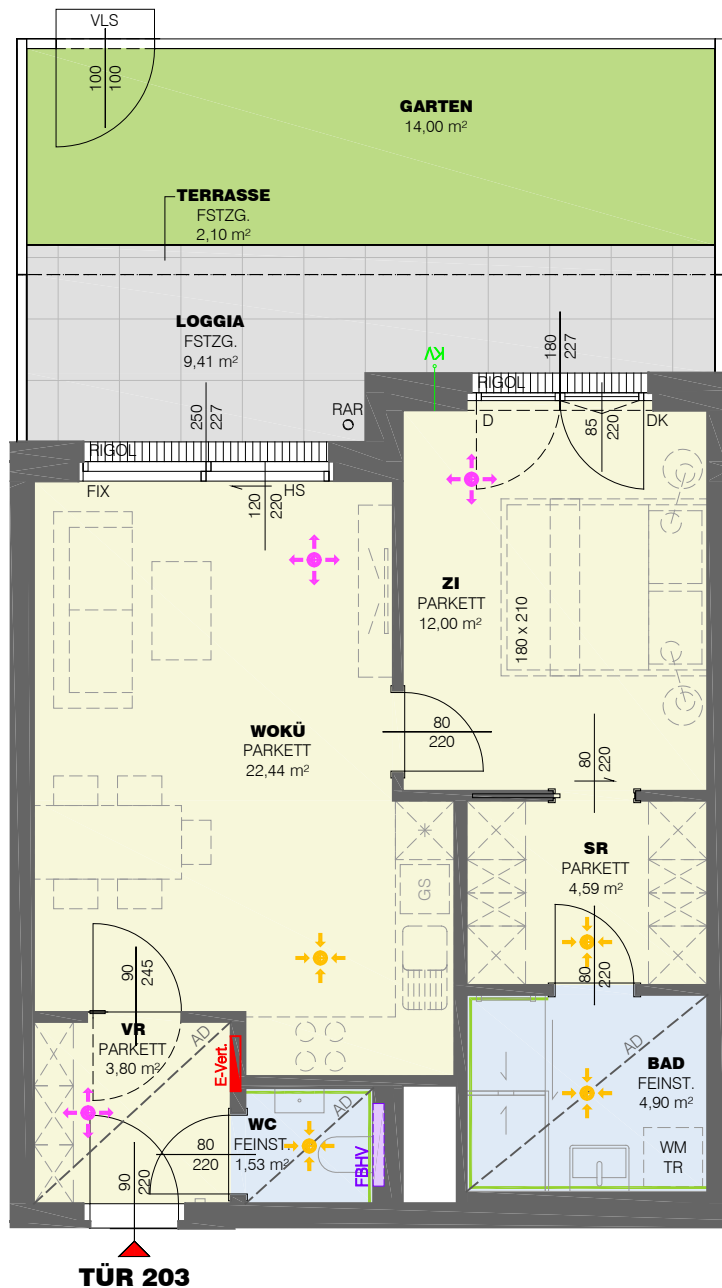 VLS
100
100
GARTEN
14,00 m²
TERRASSE
FSTZG.
2,10 m²
LOGGIA
FSTZG.
9,41 m²
KV
180
227
RIGOL
250
227
RAR
D
85
220
DK
RIGOL
FIX
HS
120
220
ZI
PARKETT
12,00 m²
180 x 210
WOKÜ
PARKETT
22,44 m²
80
220
80
220
SR
PARKETT
4,59 m²
GS
90
245
80
220
VR
PARKETT
3,80 m²
AD
E-Vert.
AD
BAD
FEINST.
4,90 m²
WC
FEINST.
1,53 m²
AD
80
220
FBHV
WM
TR
90
220
TÜR 203